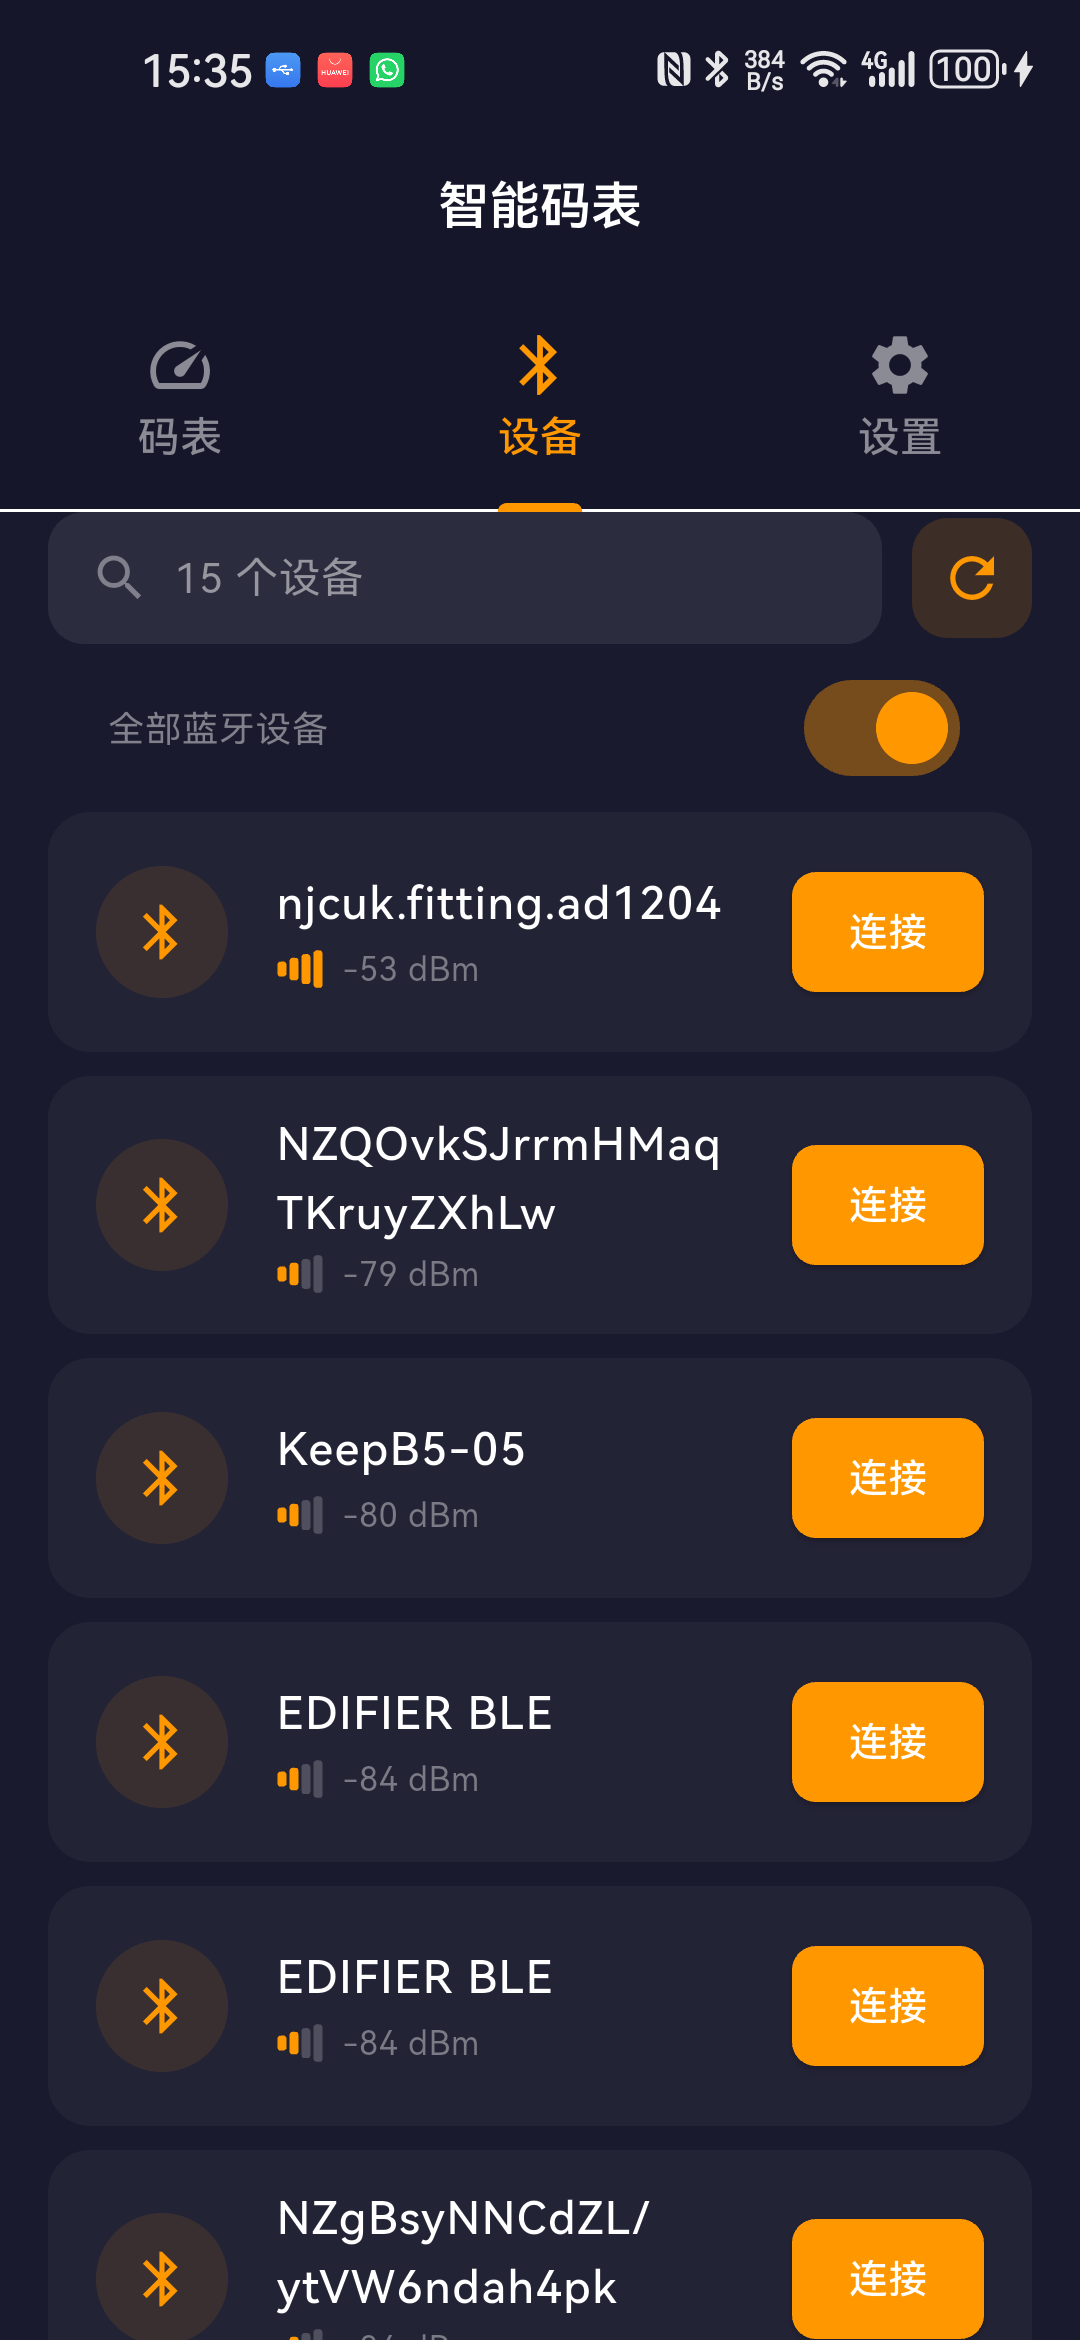 15:35
HUAWEI
384
B/s
4G
100
智能码表
码表
设备
设置
15 个设备
全部蓝牙设备
njcuk.fitting.ad1204
-53 dBm
连接
NZQOvkSJrrmHMaq
TKruyZXhLw
-79 dBm
连接
KeepB5-05
-80 dBm
连接
EDIFIER BLE
-84 dBm
连接
EDIFIER BLE
-84 dBm
连接
NZgBsyNNCdZL/
ytVW6ndah4pk
连接